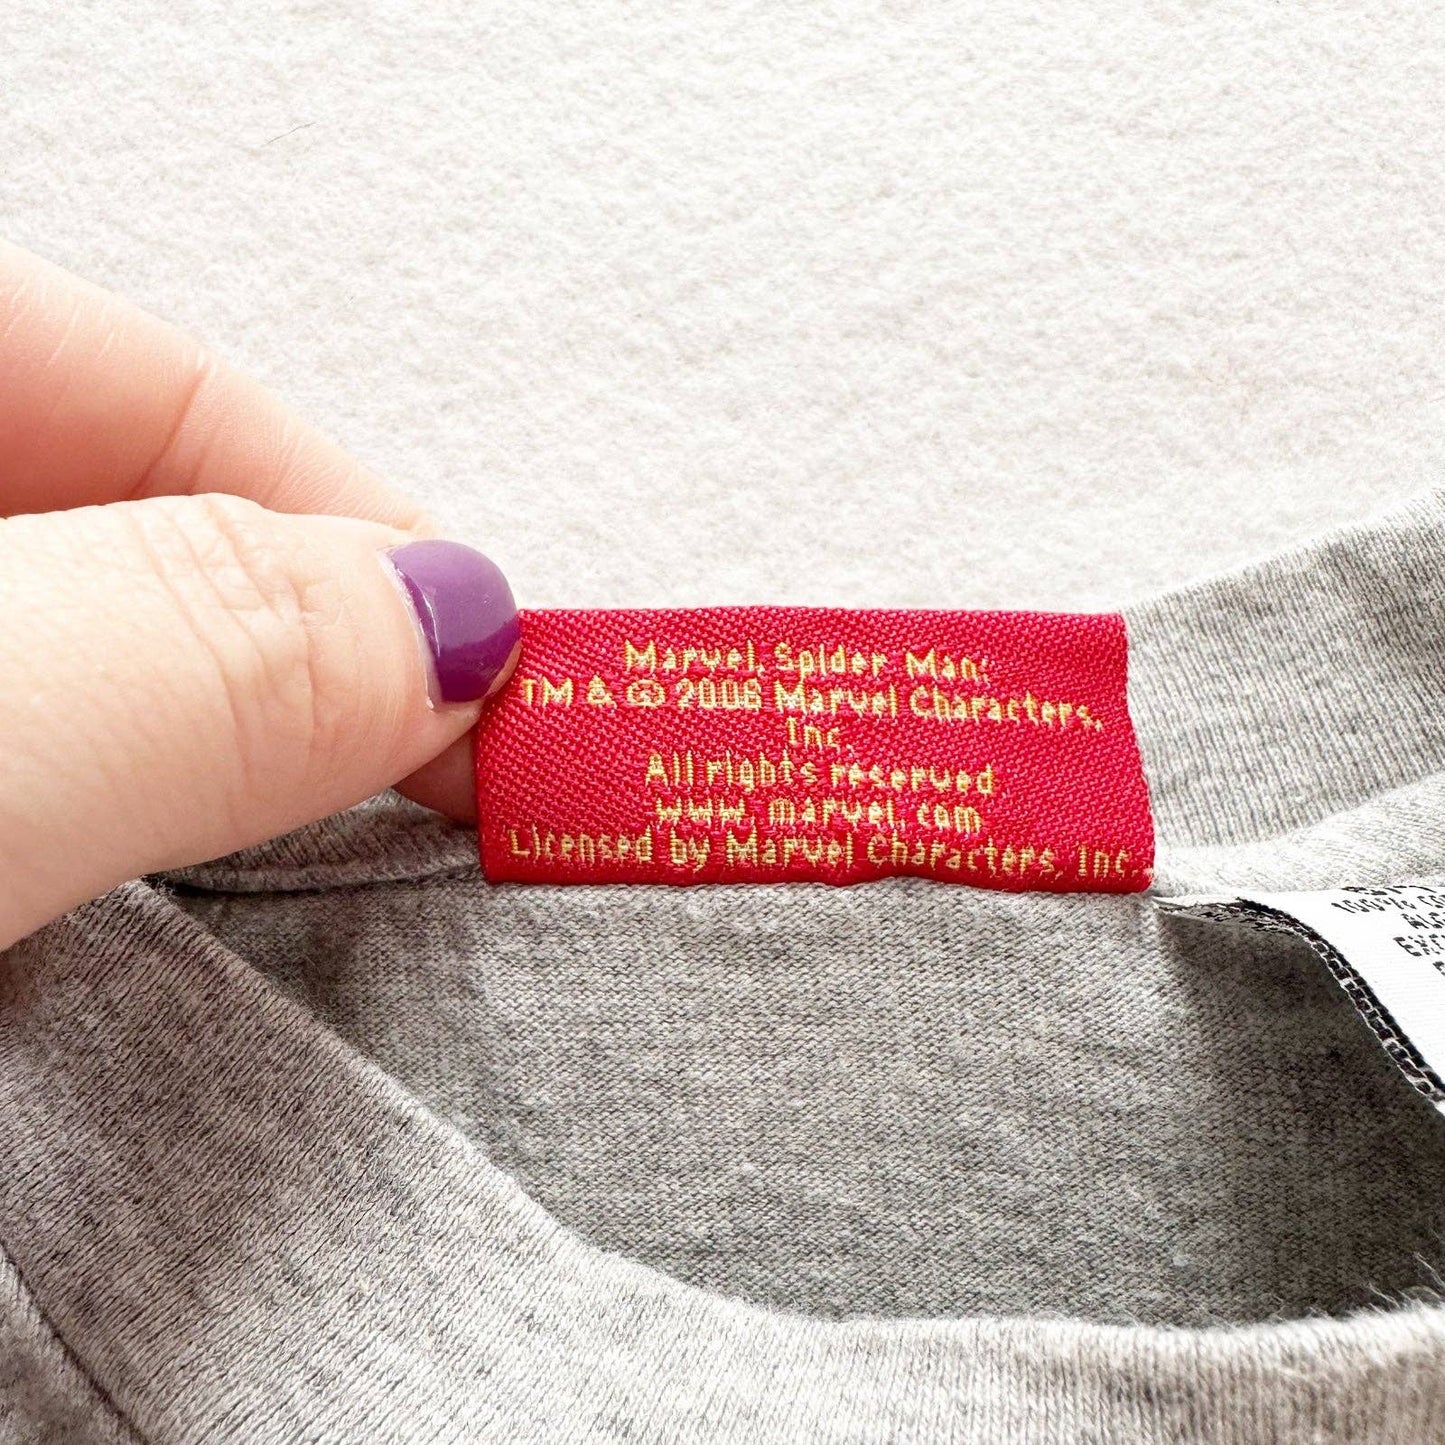 Marvel, Spider Man:
TM & © 2006 Marvel Characters,
Inc.
All rights reserved
www. marvel. com
Licensed by Marvel Characters, Inc.
100%